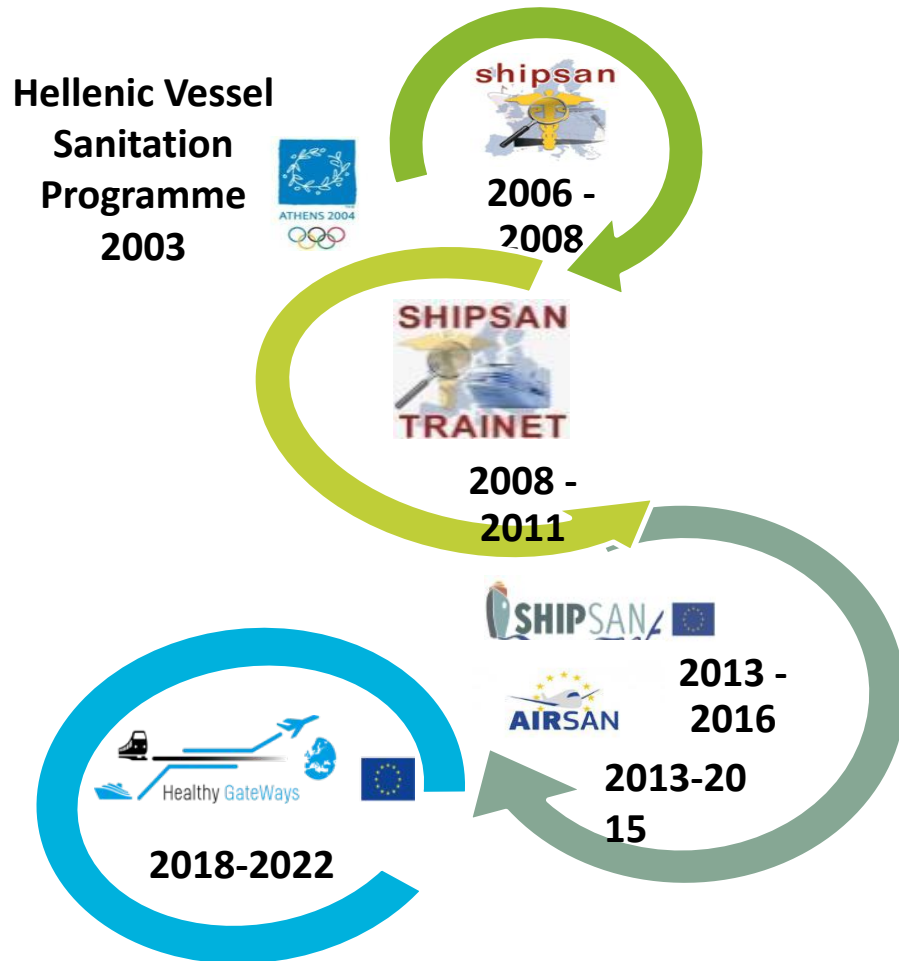 Hellenic Vessel
Sanitation
Programme
2003
ATHENS 2004
shipsan
2006 -
2008
SHIPSAN
TRAINET
2008 -
2011
SHIPSAN
AIRSAN
2013 -
2016
2013-20
15
Healthy GateWays
2018-2022